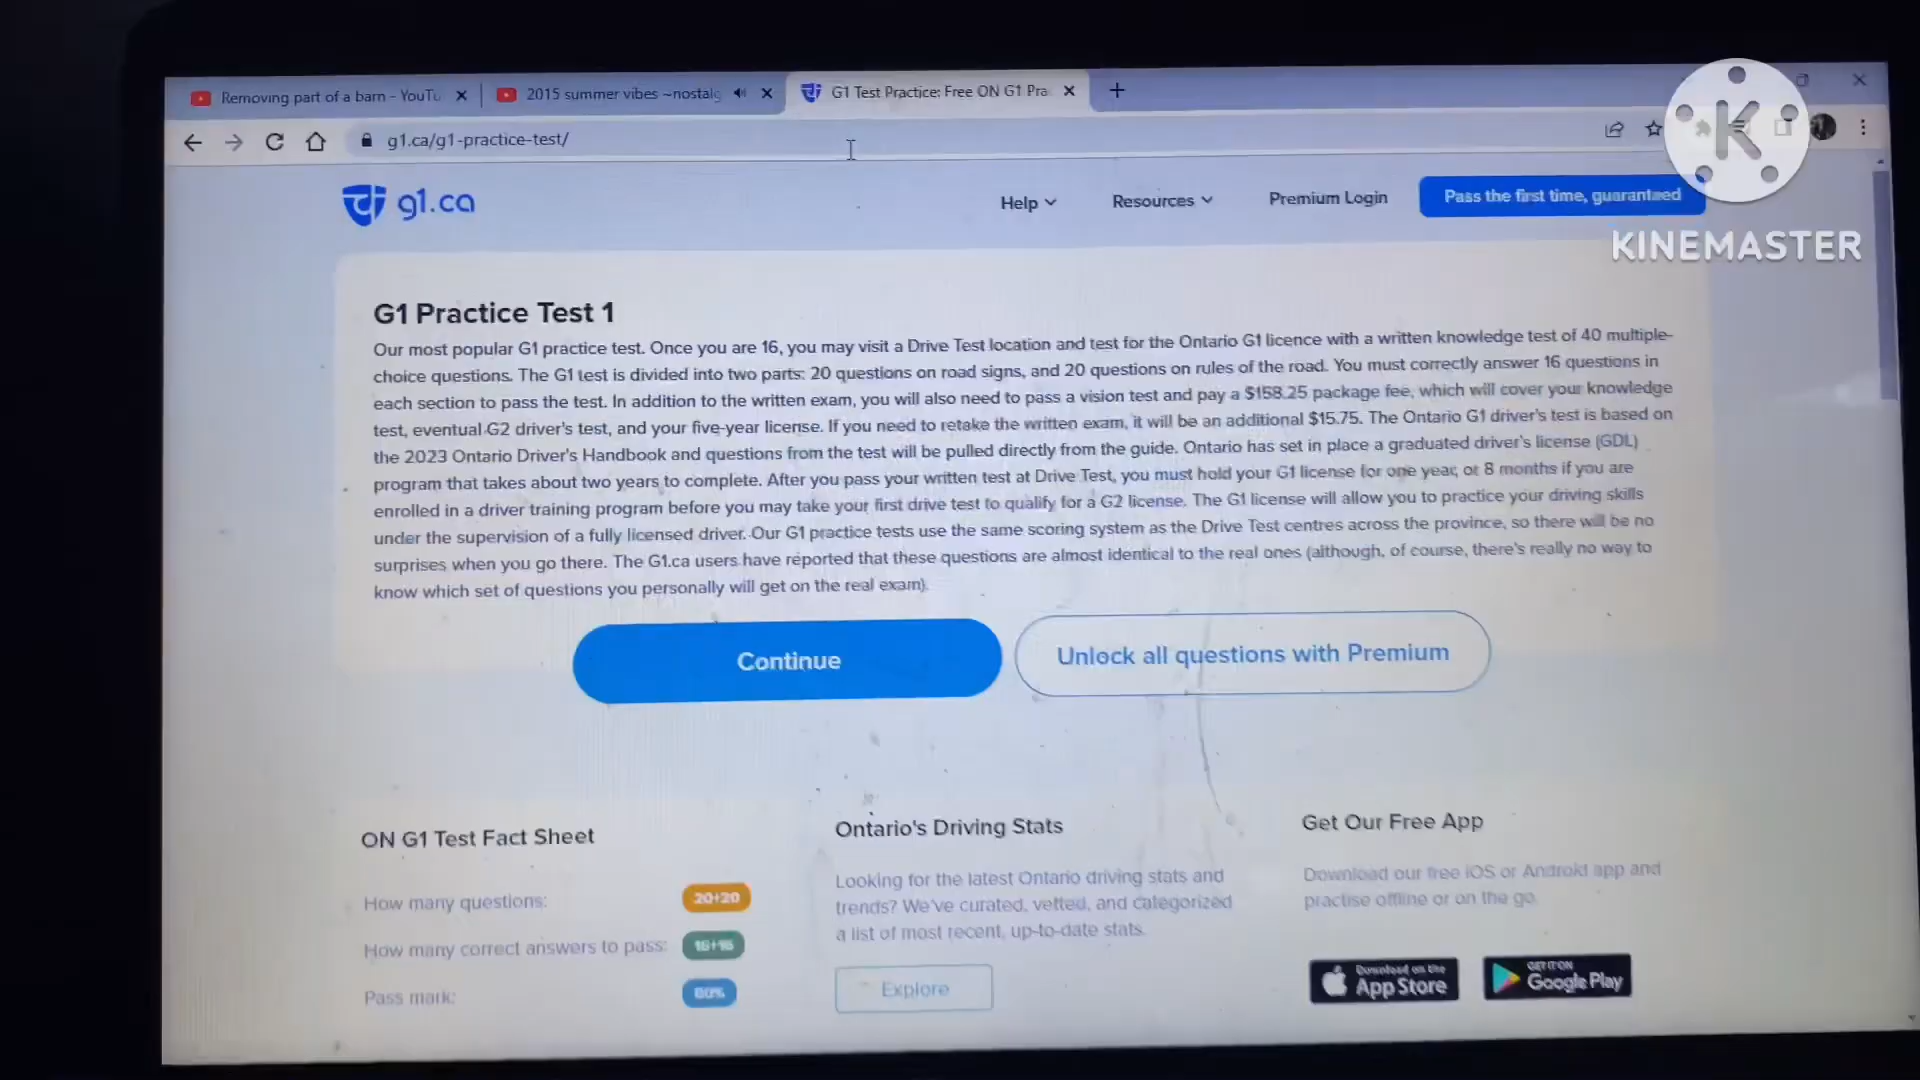 Removing part of a barn - YouTu
2015 summer vibes ~nostalg
G1 Test Practice: Free ON G1 Pra
g1.ca/g1-practice-test/
K
KINEMASTER
g1.ca
Help
Resources
Premium Login
Pass the first time, guaranteed
G1 Practice Test 1
Our most popular G1 practice test. Once you are 16, you may visit a Drive Test location and test for the Ontario G1 licence with a written knowledge test of 40 multiple-
choice questions. The G1 test is divided into two parts: 20 questions on road signs, and 20 questions on rules of the road. You must correctly answer 16 questions in
each section to pass the test. In addition to the written exam, you will also need to pass a vision test and pay a $158.25 package fee, which will cover your knowledge
test, eventual G2 driver's test, and your five-year license. If you need to retake the written exam, it will be an additional $15.75. The Ontario G1 driver's test is based on
the 2023 Ontario Driver's Handbook and questions from the test will be pulled directly from the guide. Ontario has set in place a graduated driver's license (GDL)
program that takes about two years to complete. After you pass your written test at Drive Test, you must hold your G1 license for one year, or 8 months if you are
enrolled in a driver training program before you may take your first drive test to qualify for a G2 license. The G1 license will allow you to practice your driving skills
under the supervision of a fully licensed driver. Our G1 practice tests use the same scoring system as the Drive Test centres across the province, so there will be no
surprises when you go there. The G1.ca users have reported that these questions are almost identical to the real ones (although, of course, there's really no way to
know which set of questions you personally will get on the real exam).
Continue
Unlock all questions with Premium
ON G1 Test Fact Sheet
How many questions:
20+20
How many correct answers to pass:
16+16
Pass mark:
80%
Ontario's Driving Stats
Looking for the latest Ontario driving stats and
trends? We've curated, vetted, and categorized
a list of most recent, up-to-date stats.
Explore
Get Our Free App
Download our free iOS or Android app and
practise offline or on the go.
Download on the
App Store
GET IT ON
Google Play